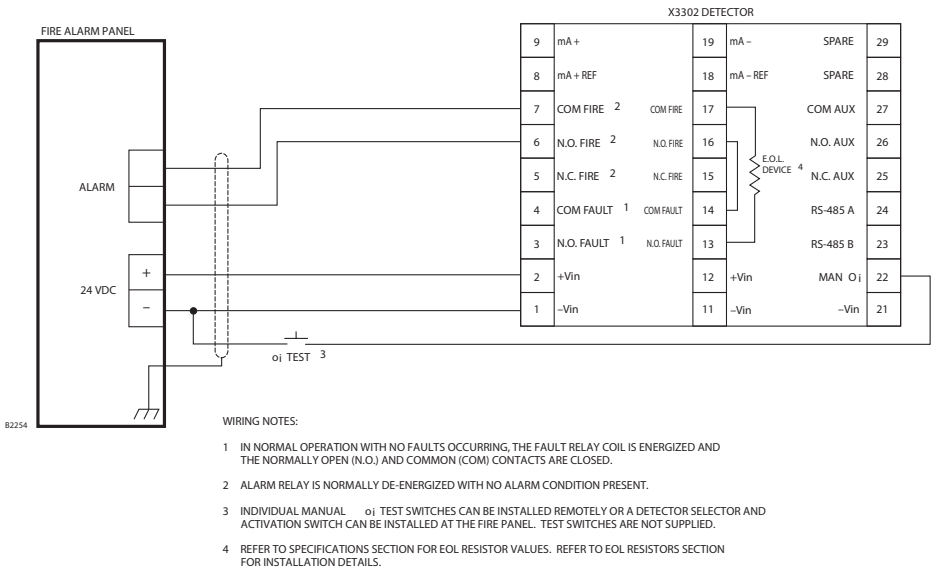 X3302 DETECTOR
FIRE ALARM PANEL
9 mA + 19 mA – SPARE 29
8 mA + REF 18 mA – REF SPARE 28
7 COM FIRE 2 COM FIRE 17 COM AUX 27
6 N.O. FIRE 2 N.O. FIRE 16 N.O. AUX 26
E.O.L.
DEVICE 4
5 N.C. FIRE 2 N.C. FIRE 15 N.C. AUX 25
ALARM
4 COM FAULT 1 COM FAULT 14 RS-485 A 24
3 N.O. FAULT 1 N.O. FAULT 13 RS-485 B 23
+
24 VDC
–
2 +Vin 12 +Vin MAN Oi 22
1 –Vin 11 –Vin –Vin 21
oi TEST 3
B2254
WIRING NOTES:
1 IN NORMAL OPERATION WITH NO FAULTS OCCURRING, THE FAULT RELAY COIL IS ENERGIZED AND
THE NORMALLY OPEN (N.O.) AND COMMON (COM) CONTACTS ARE CLOSED.
2 ALARM RELAY IS NORMALLY DE-ENERGIZED WITH NO ALARM CONDITION PRESENT.
3 INDIVIDUAL MANUAL oi TEST SWITCHES CAN BE INSTALLED REMOTELY OR A DETECTOR SELECTOR AND
ACTIVATION SWITCH CAN BE INSTALLED AT THE FIRE PANEL. TEST SWITCHES ARE NOT SUPPLIED.
4 REFER TO SPECIFICATIONS SECTION FOR EOL RESISTOR VALUES. REFER TO EOL RESISTORS SECTION
FOR INSTALLATION DETAILS.